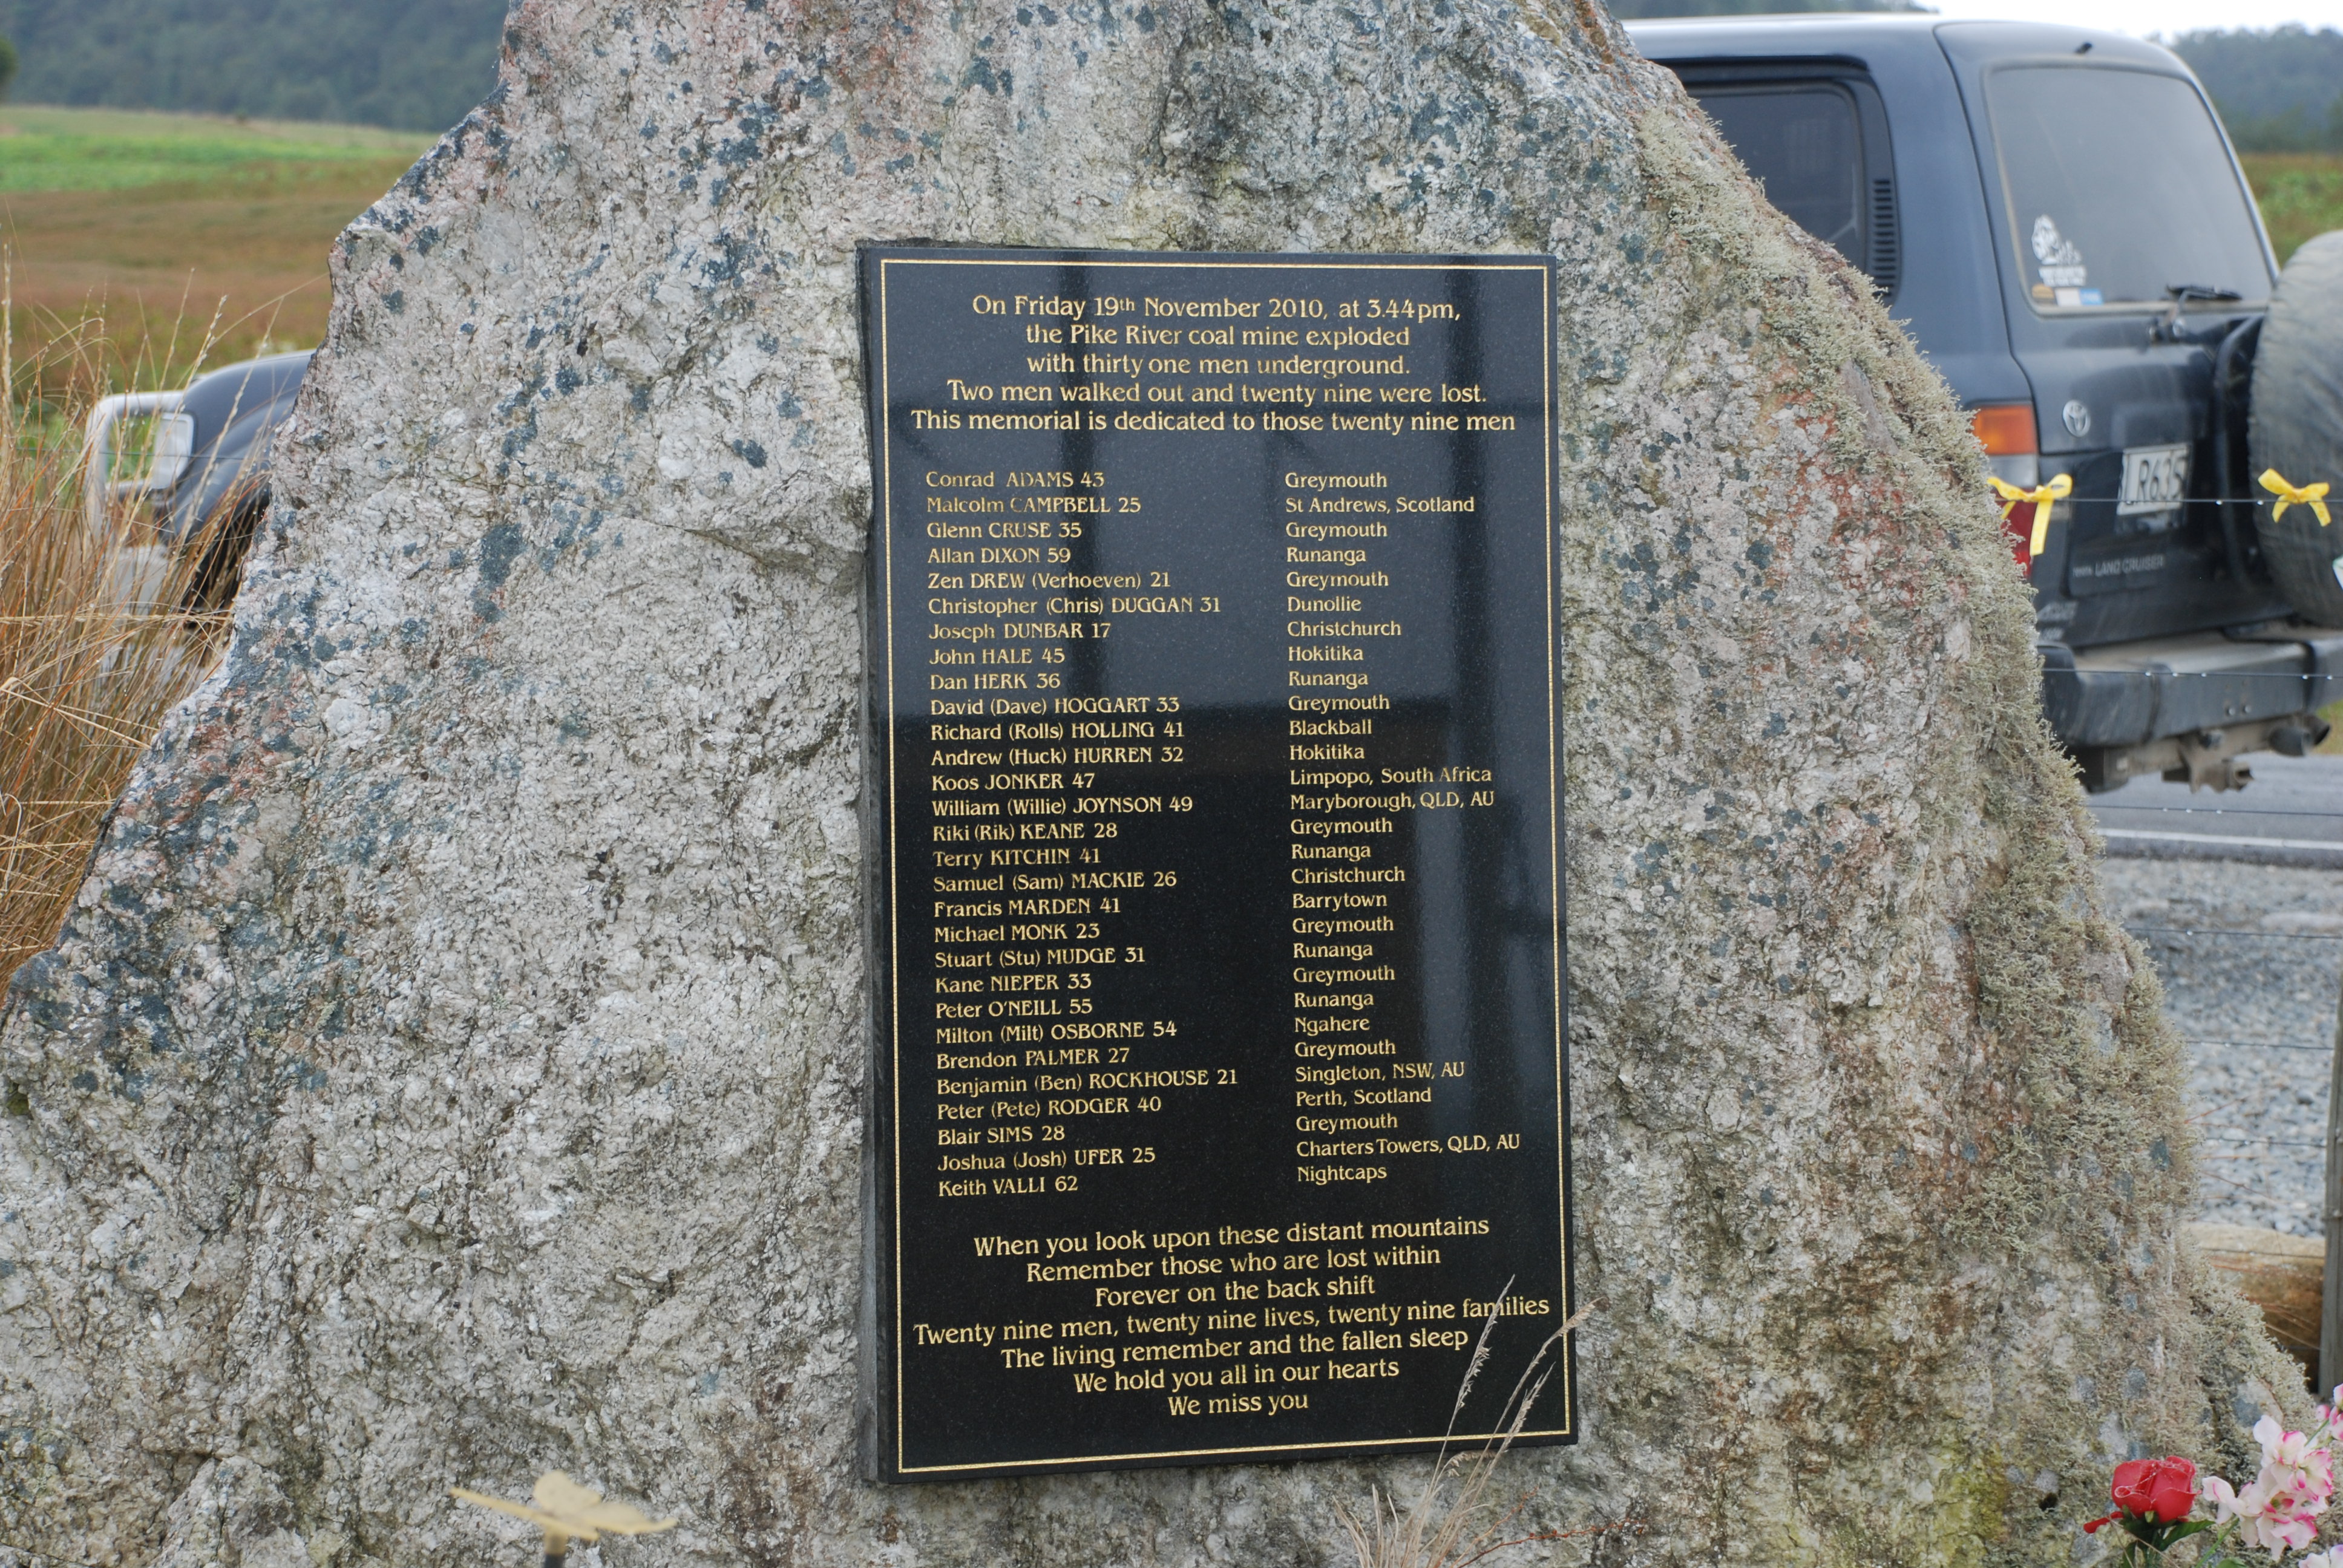 On Friday 19th November 2010, at 3.44pm,
the Pike River coal mine exploded
with thirty one men underground.
Two men walked out and twenty nine were lost.
This memorial is dedicated to those twenty nine men
Conrad ADAMS 43 Greymouth
Malcolm CAMPBELL 25 St Andrews, Scotland
Glenn CRUSE 35 Greymouth
Allan DIXON 59 Runanga
Zen DREW (Verhoeven) 21 Greymouth
Christopher (Chris) DUGGAN 31 Dunollie
Joseph DUNBAR 17 Christchurch
John HALE 45 Hokitika
Dan HERK 36 Runanga
David (Dave) HOGGART 33 Greymouth
Richard (Rolls) HOLLING 41 Blackball
Andrew (Huck) HURREN 32 Hokitika
Koos JONKER 47 Limpopo, South Africa
William (Willie) JOYNSON 49 Maryborough, QLD, AU
Riki (Rik) KEANE 28 Greymouth
Terry KITCHIN 41 Runanga
Samuel (Sam) MACKIE 26 Christchurch
Francis MARDEN 41 Barrytown
Michael MONK 23 Greymouth
Stuart (Stu) MUDGE 31 Runanga
Kane NIEPER 33 Greymouth
Peter O'NEILL 55 Runanga
Milton (Milt) OSBORNE 54 Ngahere
Brendon PALMER 27 Greymouth
Benjamin (Ben) ROCKHOUSE 21 Singleton, NSW, AU
Peter (Pete) RODGER 40 Perth, Scotland
Blair SIMS 28 Greymouth
Joshua (Josh) UFER 25 Charters Towers, QLD, AU
Keith VALLI 62 Nightcaps
When you look upon these distant mountains
Remember those who are lost within
Forever on the back shift
Twenty nine men, twenty nine lives, twenty nine families
The living remember and the fallen sleep
We hold you all in our hearts
We miss you
LAND CRUISER